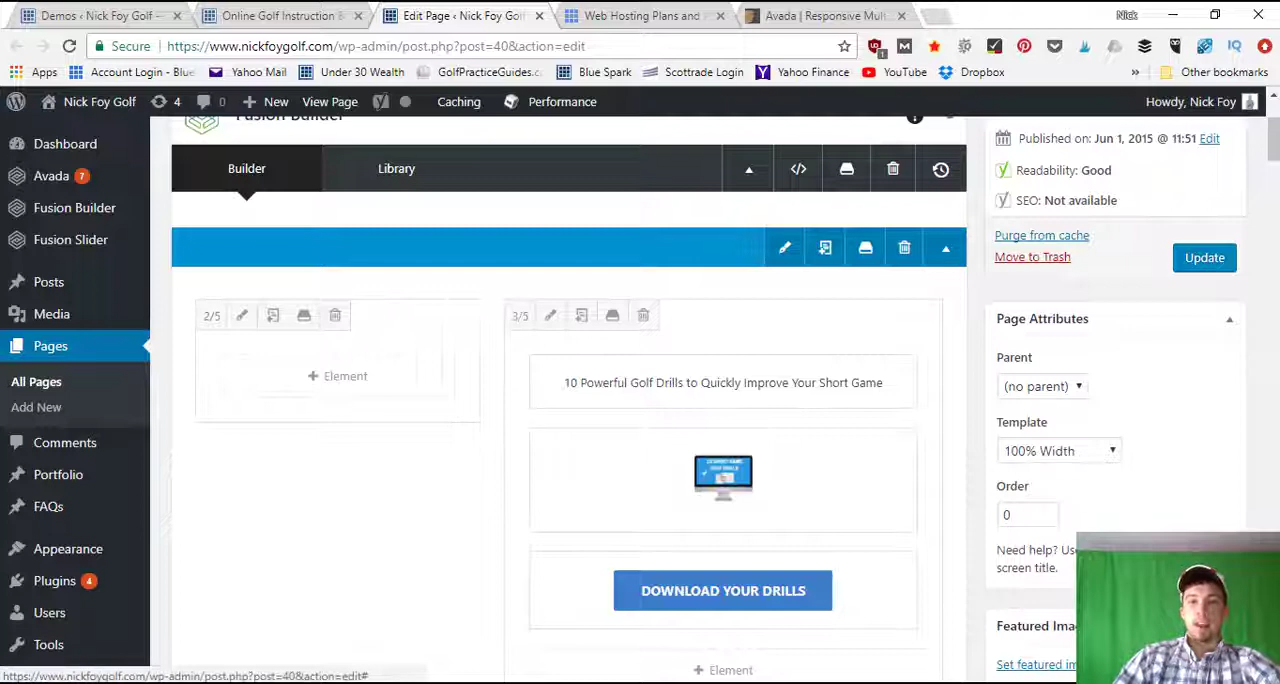 Demos ‹ Nick Foy Golf –
Online Golf Instruction &
Edit Page ‹ Nick Foy Golf
Web Hosting Plans and
Avada | Responsive Mult
Nick
Secure
https://www.nickfoygolf.com/wp-admin/post.php?post=40&action=edit
Apps
Account Login - Blue
Yahoo Mail
Under 30 Wealth
GolfPracticeGuides.c
Blue Spark
Scottrade Login
Yahoo Finance
YouTube
Dropbox
»
Other bookmarks
Nick Foy Golf
4
0
New
View Page
Caching
Performance
Howdy, Nick Foy
Dashboard
Avada 7
Fusion Builder
Fusion Slider
Posts
Media
Pages
All Pages
Add New
Comments
Portfolio
FAQs
Appearance
Plugins 4
Users
Tools
Fusion Builder
Builder
Library
</>
2/5
+ Element
3/5
10 Powerful Golf Drills to Quickly Improve Your Short Game
DOWNLOAD YOUR DRILLS
+ Element
Published on: Jun 1, 2015 @ 11:51 Edit
Readability: Good
SEO: Not available
Purge from cache
Move to Trash
Update
Page Attributes
Parent
(no parent)
Template
100% Width
Order
0
Need help? Us
screen title.
Featured Ima
Set featured im
https://www.nickfoygolf.com/wp-admin/post.php?post=40&action=edit#